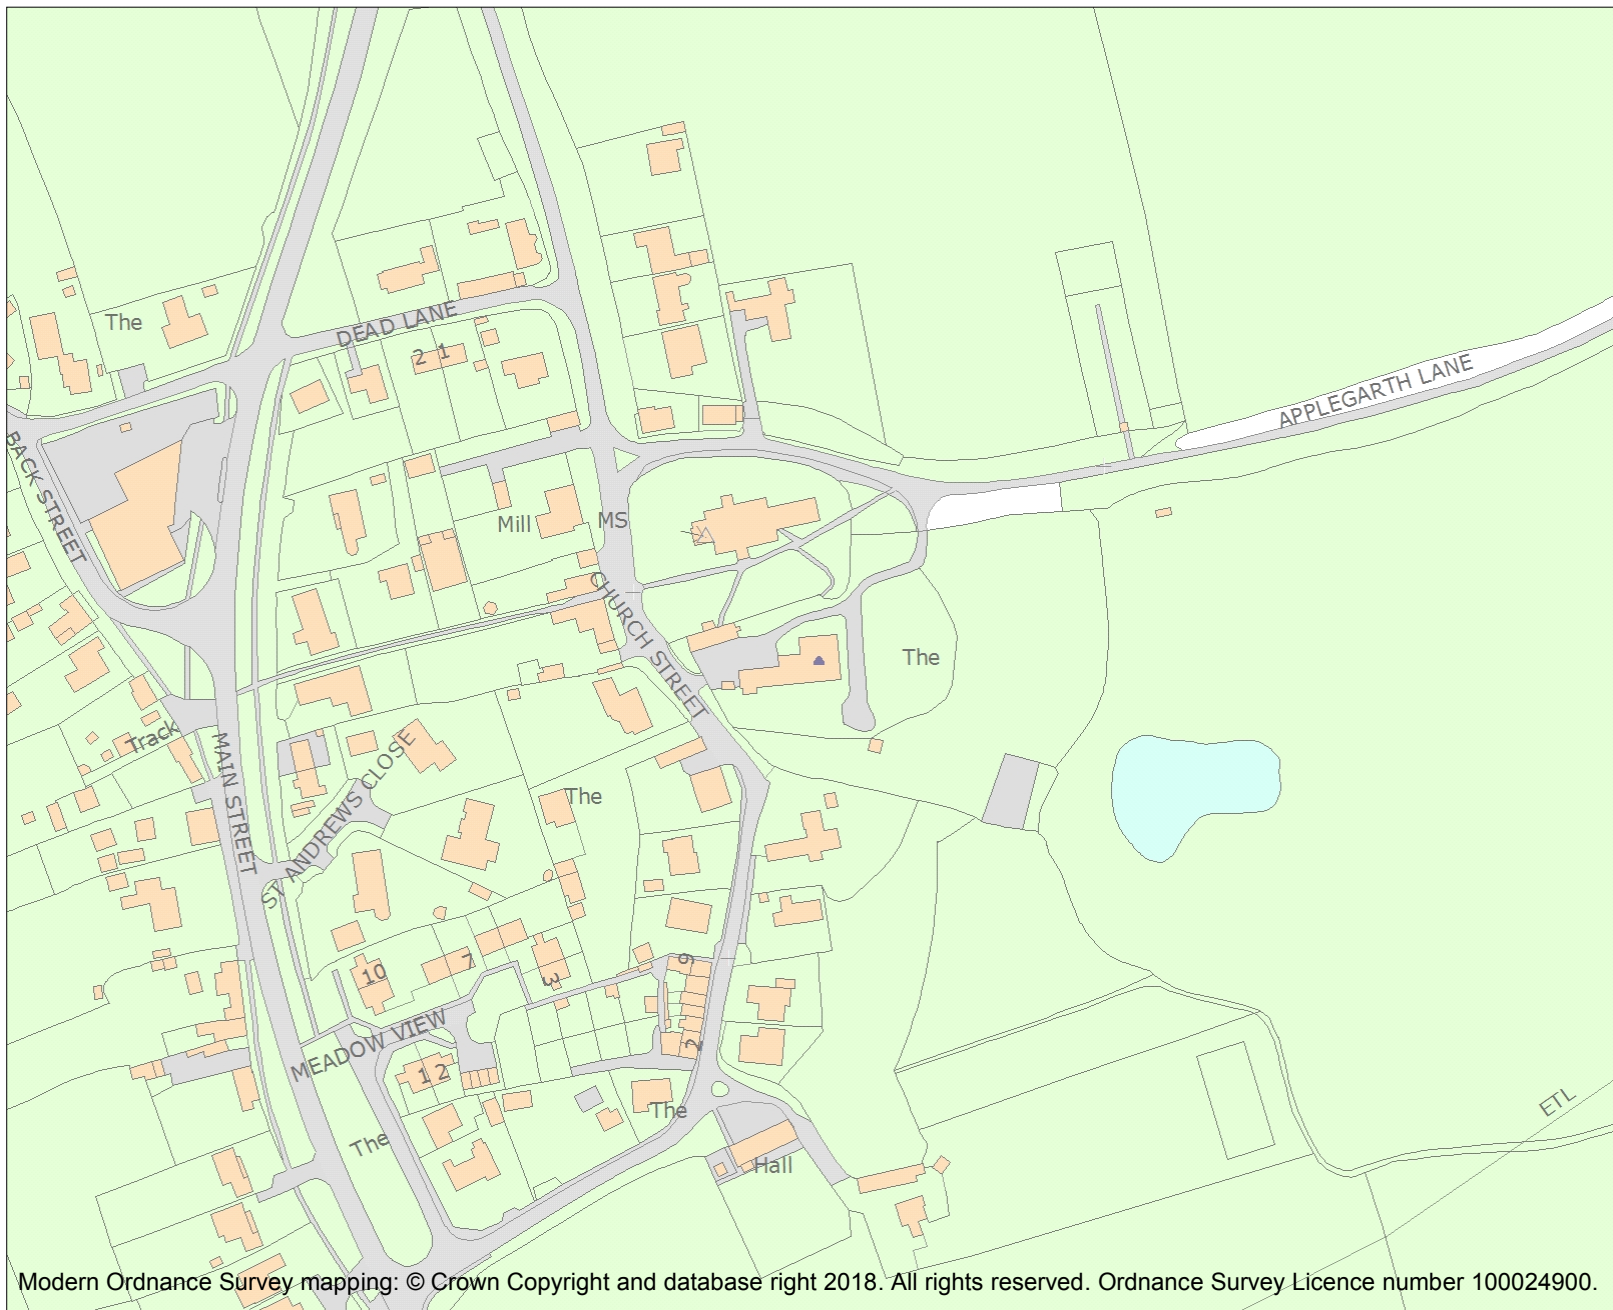 The
DEAD LANE
2 1
APPLEGARTH LANE
BACK STREET
Mill
MS
CHURCH STREET
The
Track
MAIN STREET
ST ANDREWS CLOSE
The
10
7
3
6
2
MEADOW VIEW
1 2
The
The
Hall
ETL
Modern Ordnance Survey mapping: © Crown Copyright and database right 2018. All rights reserved. Ordnance Survey Licence number 100024900.